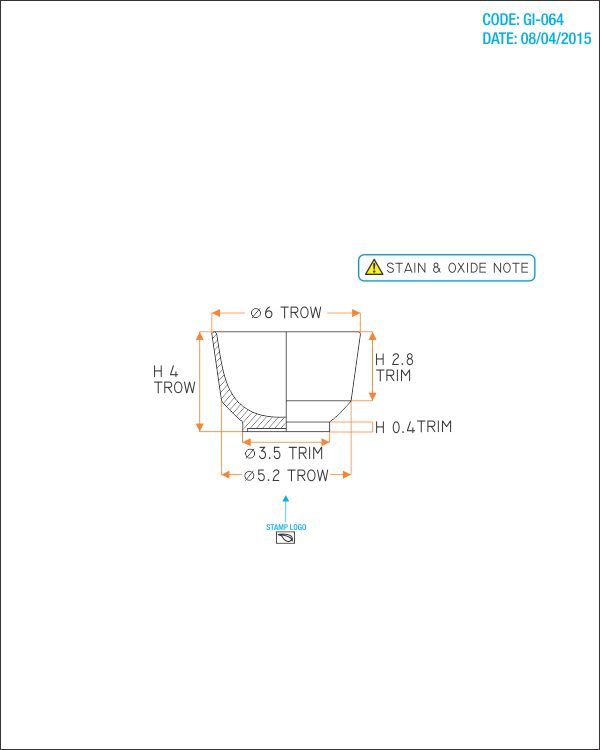 CODE: GI-064
DATE: 08/04/2015
STAIN & OXIDE NOTE
⌀6 TROW
H 4
TROW
H 2.8
TRIM
H 0.4TRIM
⌀3.5 TRIM
⌀5.2 TROW
STAMP LOGO